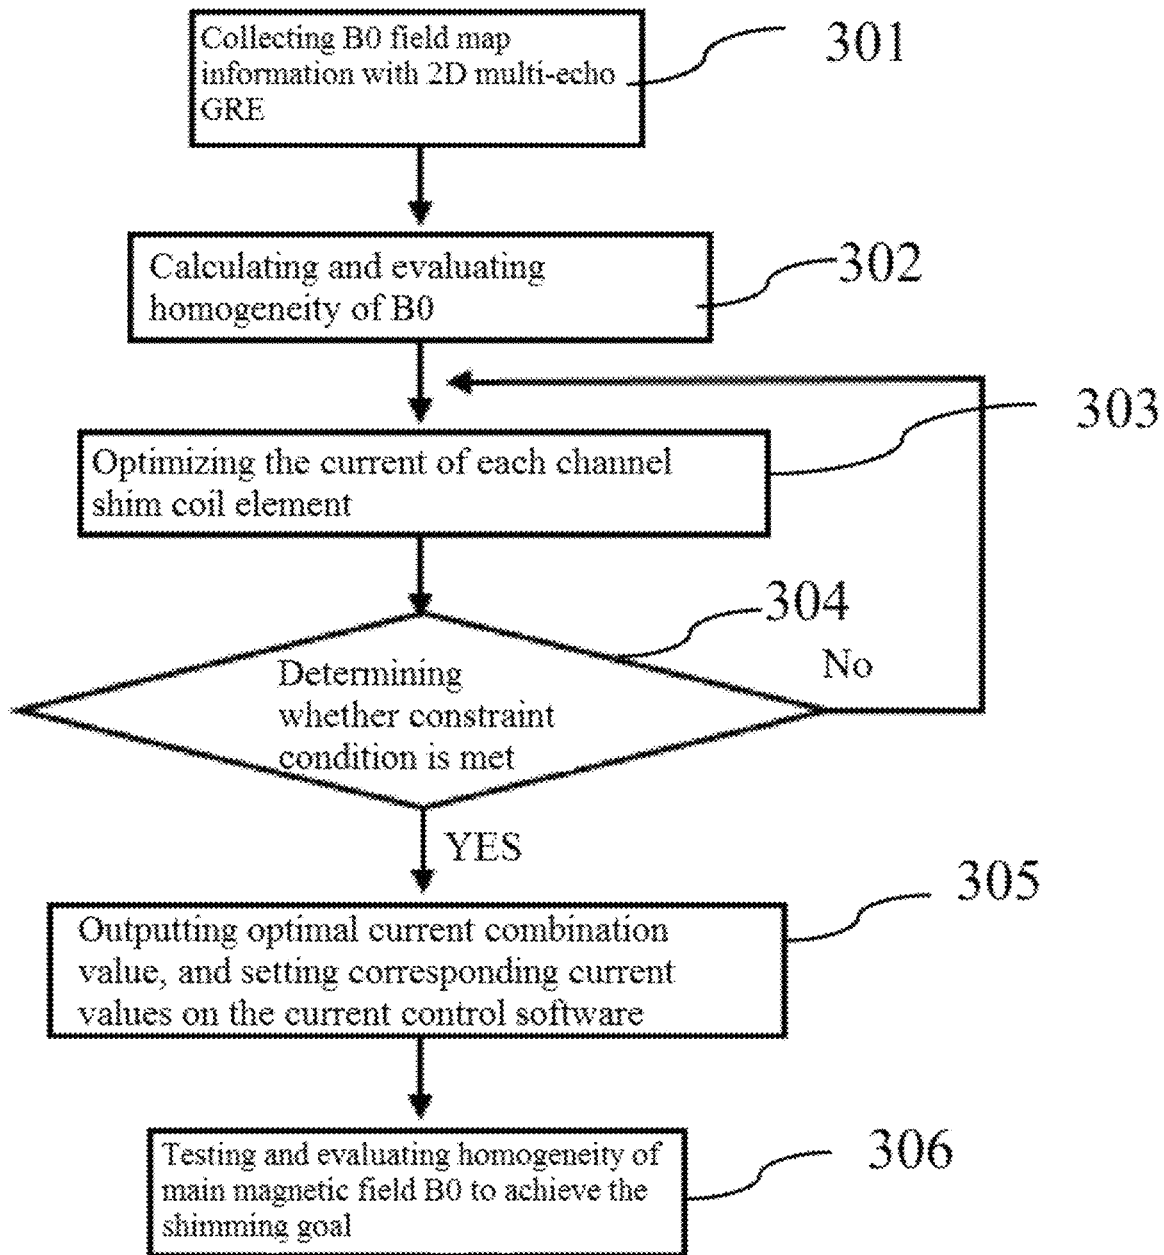 Collecting B0 field map
information with 2D multi-echo
GRE
301
Calculating and evaluating
homogeneity of B0
302
Optimizing the current of each channel
shim coil element
303
Determining
whether constraint
condition is met
304
No
YES
Outputting optimal current combination
value, and setting corresponding current
values on the current control software
305
Testing and evaluating homogeneity of
main magnetic field B0 to achieve the
shimming goal
306